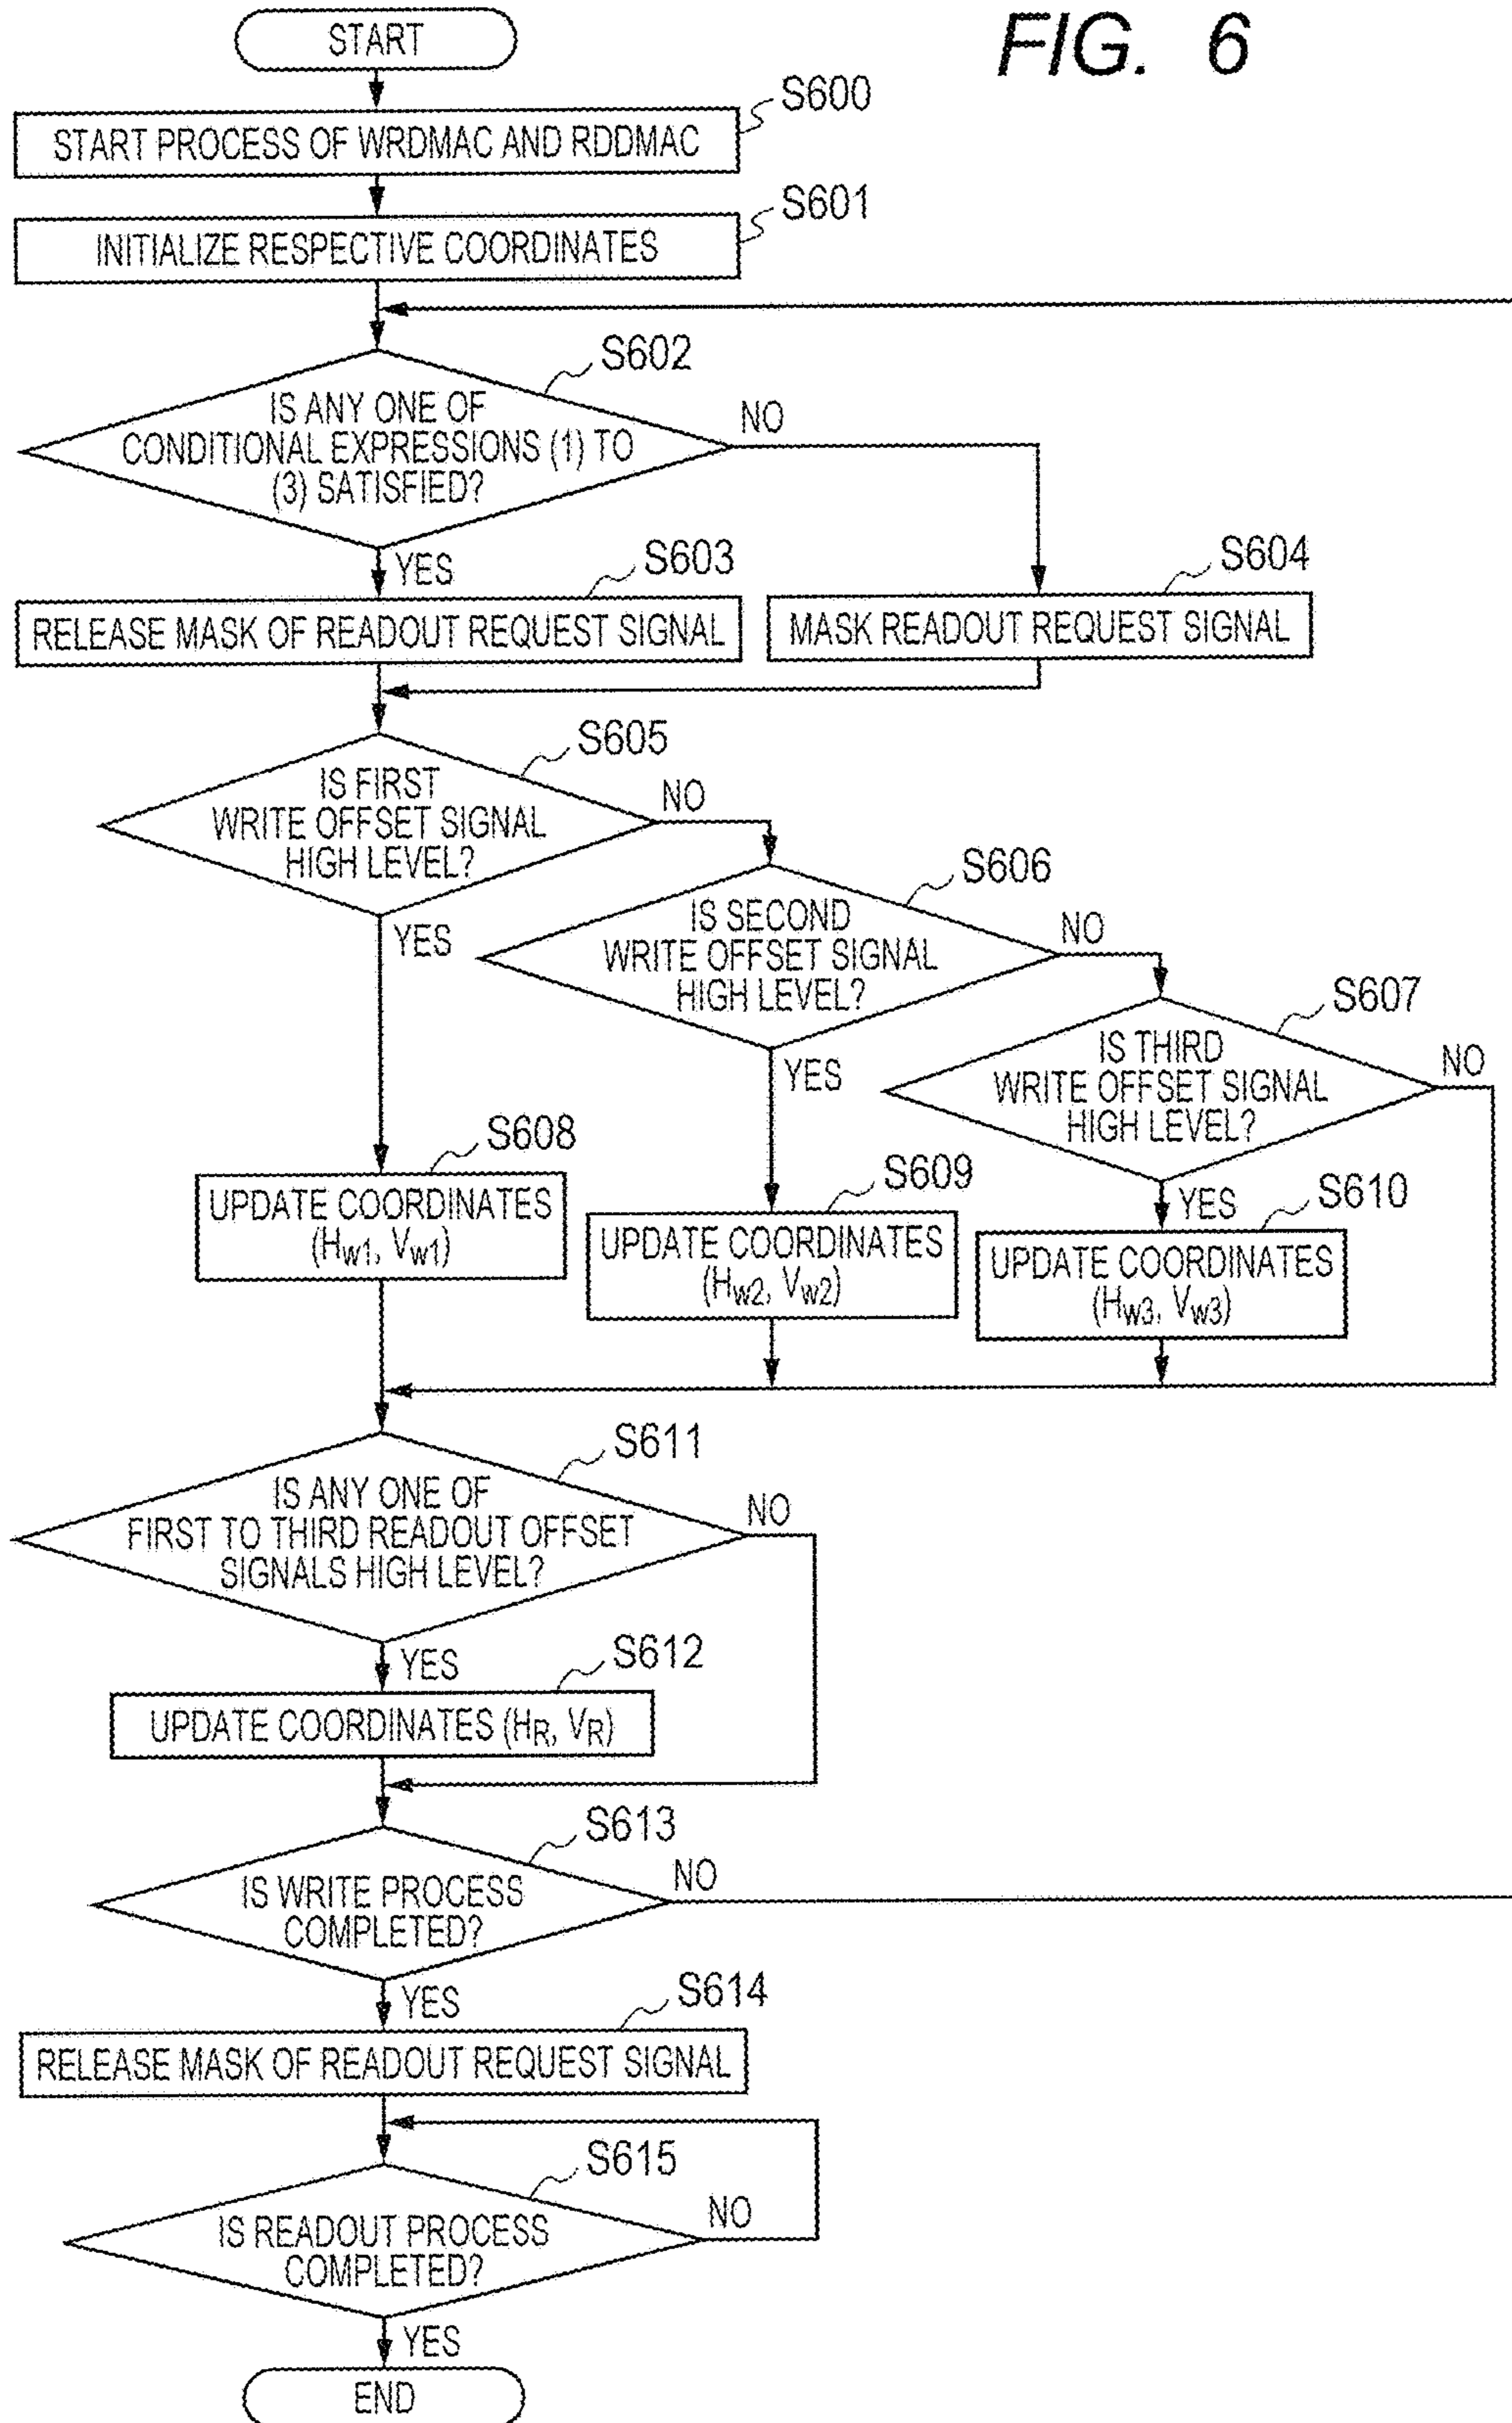 FIG. 6
START
S600
START PROCESS OF WRDMAC AND RDDMAC
S601
INITIALIZE RESPECTIVE COORDINATES
S602
IS ANY ONE OF
CONDITIONAL EXPRESSIONS (1) TO
(3) SATISFIED?
NO
YES
S603
RELEASE MASK OF READOUT REQUEST SIGNAL
S604
MASK READOUT REQUEST SIGNAL
S605
IS FIRST
WRITE OFFSET SIGNAL
HIGH LEVEL?
NO
YES
S606
IS SECOND
WRITE OFFSET SIGNAL
HIGH LEVEL?
NO
YES
S607
IS THIRD
WRITE OFFSET SIGNAL
HIGH LEVEL?
NO
YES
S608
UPDATE COORDINATES
(HW1, VW1)
S609
UPDATE COORDINATES
(HW2, VW2)
S610
UPDATE COORDINATES
(HW3, VW3)
S611
IS ANY ONE OF
FIRST TO THIRD READOUT OFFSET
SIGNALS HIGH LEVEL?
NO
YES
S612
UPDATE COORDINATES (HR, VR)
S613
IS WRITE PROCESS
COMPLETED?
NO
YES
S614
RELEASE MASK OF READOUT REQUEST SIGNAL
S615
IS READOUT PROCESS
COMPLETED?
NO
YES
END